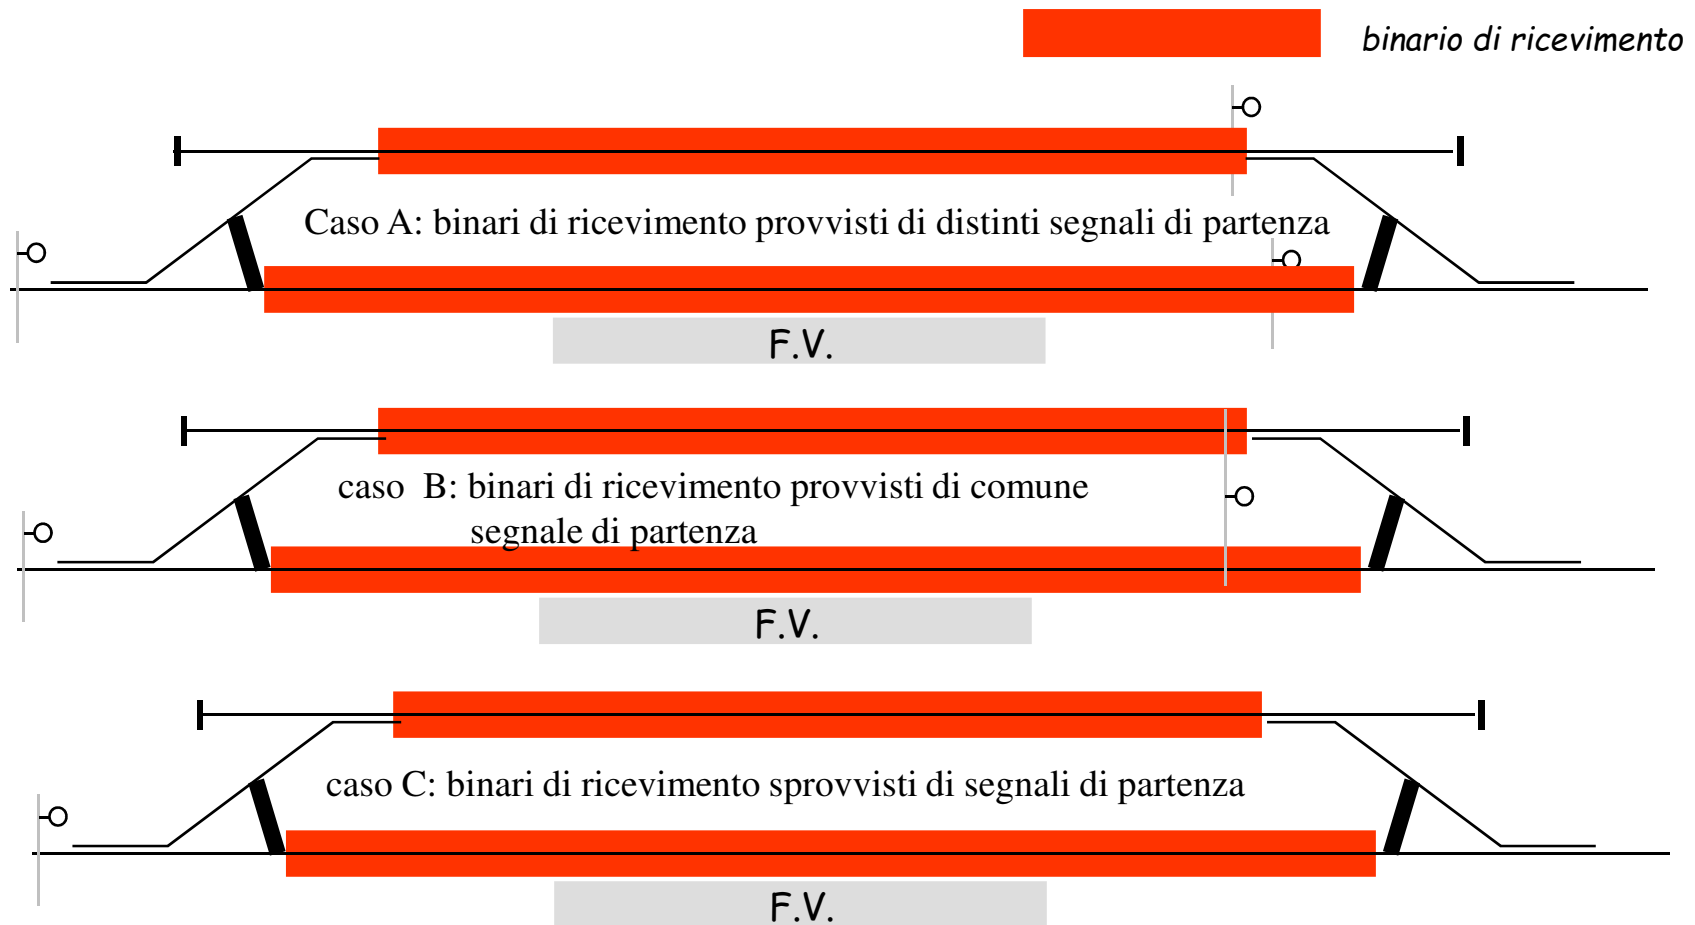 binario di ricevimento
Caso A: binari di ricevimento provvisti di distinti segnali di partenza
F.V.
caso B: binari di ricevimento provvisti di comune
segnale di partenza
F.V.
caso C: binari di ricevimento sprovvisti di segnali di partenza
F.V.